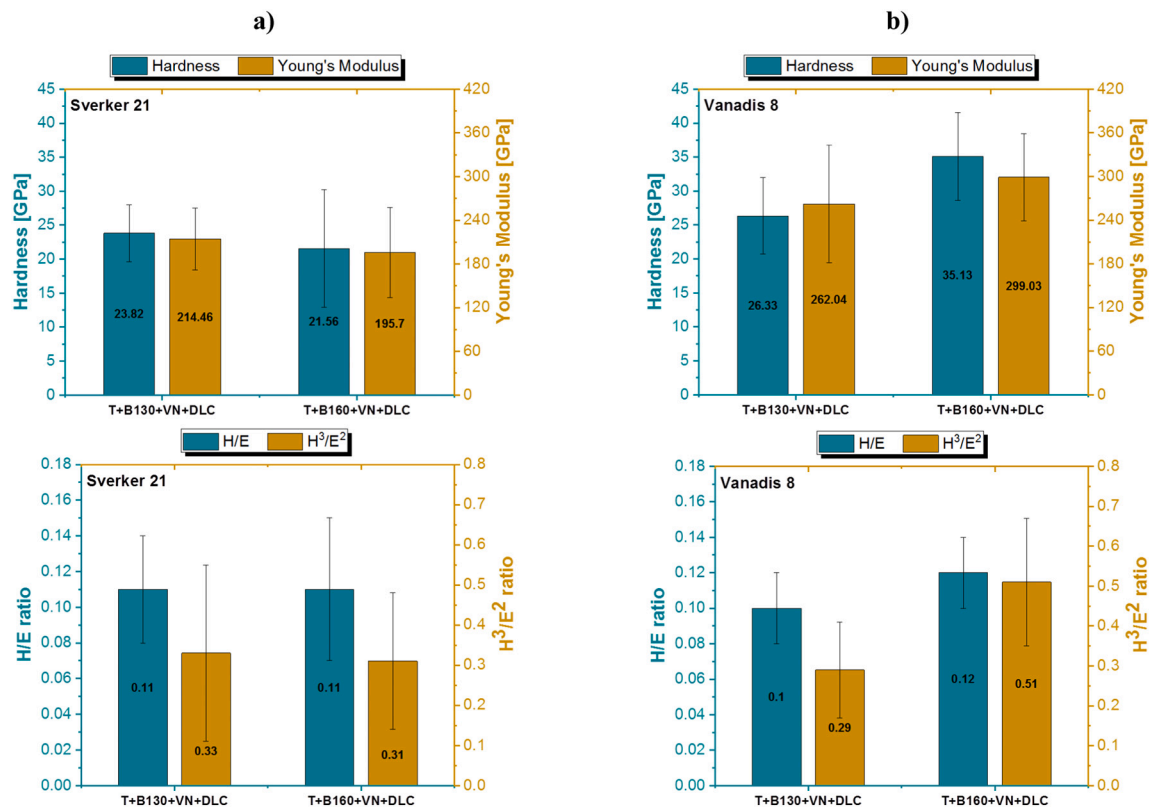 a)
Hardness Young's Modulus
Sverker 21
45
40
35
30
25
20
15
10
5
0
Hardness [GPa]
420
360
300
240
180
120
60
0
Young's Modulus [GPa]
23.82 214.46 21.56 195.7
T+B130+VN+DLC T+B160+VN+DLC
b)
Hardness Young's Modulus
Vanadis 8
45
40
35
30
25
20
15
10
5
0
Hardness [GPa]
420
360
300
240
180
120
60
0
Young's Modulus [GPa]
26.33 262.04 35.13 299.03
T+B130+VN+DLC T+B160+VN+DLC
H/E H³/E²
Sverker 21
0.18
0.16
0.14
0.12
0.10
0.08
0.06
0.04
0.02
0.00
H/E ratio
0.8
0.7
0.6
0.5
0.4
0.3
0.2
0.1
0.0
H³/E² ratio
0.11 0.33 0.11 0.31
T+B130+VN+DLC T+B160+VN+DLC
H/E H³/E²
Vanadis 8
0.18
0.16
0.14
0.12
0.10
0.08
0.06
0.04
0.02
0.00
H/E ratio
0.8
0.7
0.6
0.5
0.4
0.3
0.2
0.1
0.0
H³/E² ratio
0.1 0.29 0.12 0.51
T+B130+VN+DLC T+B160+VN+DLC